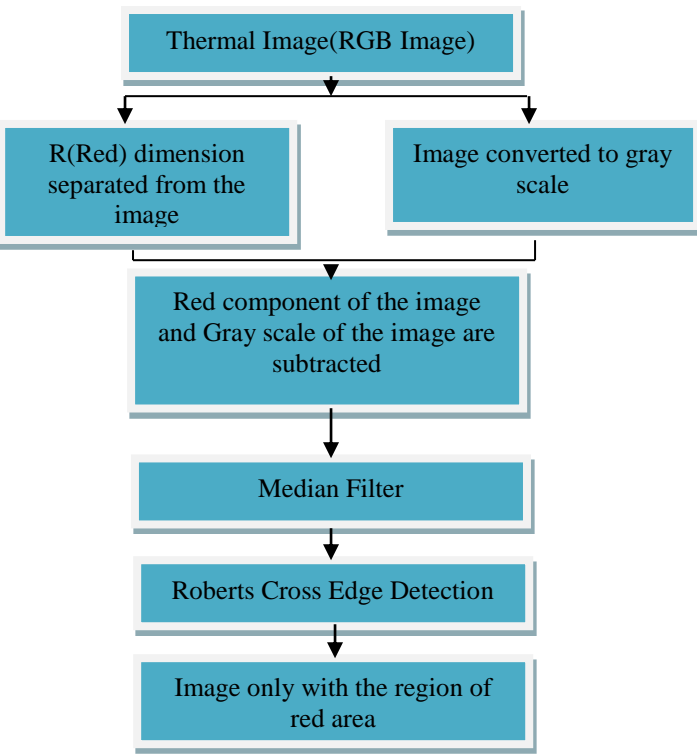 Thermal Image(RGB Image)
R(Red) dimension
separated from the
image
Image converted to gray
scale
Red component of the image
and Gray scale of the image are
subtracted
Median Filter
Roberts Cross Edge Detection
Image only with the region of
red area